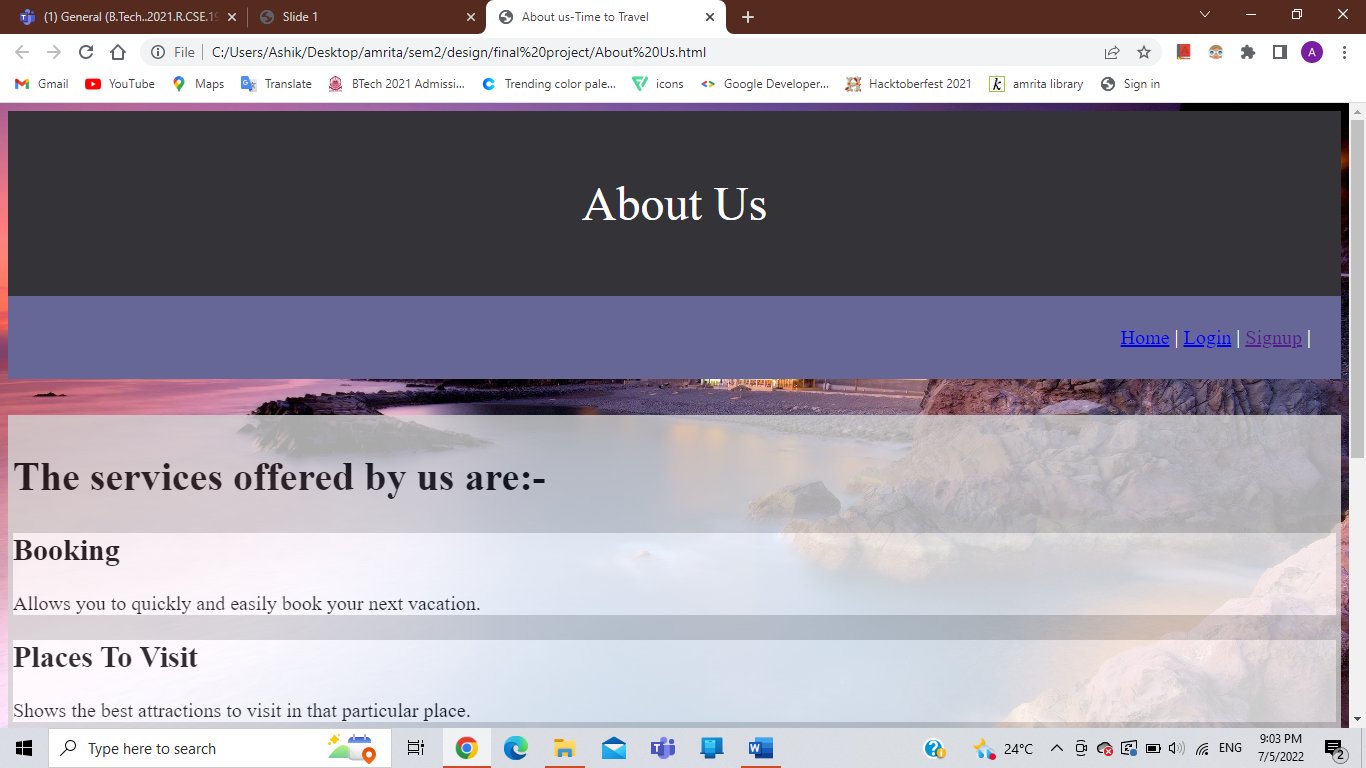 (1) General (B.Tech..2021.R.CSE.19
Slide 1
About us-Time to Travel
File
C:/Users/Ashik/Desktop/amrita/sem2/design/final%20project/About%20Us.html
A
Gmail
YouTube
Maps
Translate
BTech 2021 Admissi...
Trending color pale...
icons
Google Developer...
Hacktoberfest 2021
amrita library
Sign in
About Us
Home | Login | Signup |
The services offered by us are:-
Booking
Allows you to quickly and easily book your next vacation.
Places To Visit
Shows the best attractions to visit in that particular place.
Type here to search
24°C
ENG
9:03 PM
7/5/2022
2